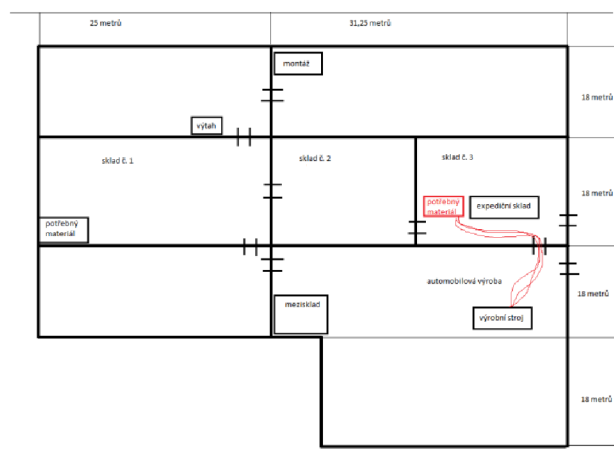 25 metrů
31,25 metrů
montáž
18 metrů
výtah
sklad č. 1
sklad č. 2
sklad č. 3
18 metrů
potřebný
materiál
expediční sklad
potřebný
materiál
automobilová výroba
18 metrů
mezisklad
výrobní stroj
18 metrů